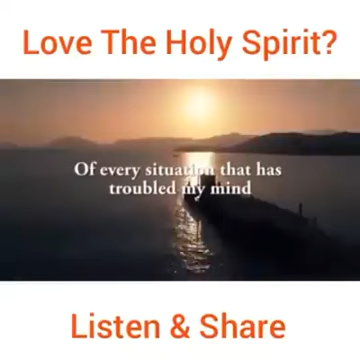 Love The Holy Spirit?
Of every situation that has
troubled my mind
Listen & Share